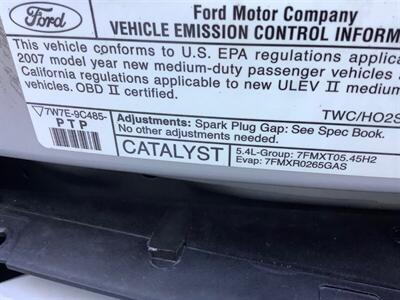 Ford
Ford Motor Company
VEHICLE EMISSION CONTROL INFORM
This vehicle conforms to U.S. EPA regulations applica
2007 model year new medium-duty passenger vehicles
California regulations applicable to new ULEV II medium
vehicles. OBD II certified.
TWC/HO2S
7W7E-9C485-
PTP
Adjustments: Spark Plug Gap: See Spec Book.
No other adjustments needed.
CATALYST
5.4L-Group: 7FMXT05.45H2
Evap: 7FMXR0265GAS